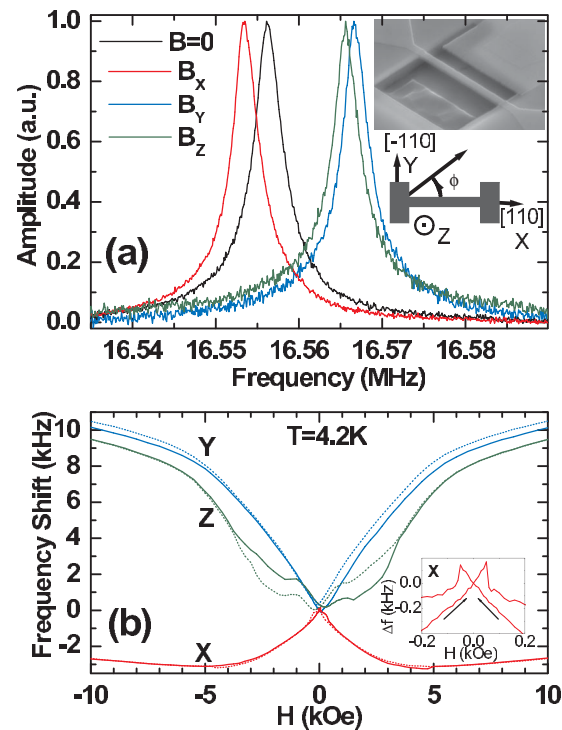 B=0
B_X
B_Y
B_Z
[-110]
Y
ϕ
[110]
Z
X
(a)
Amplitude (a.u.)
1.0
0.8
0.6
0.4
0.2
0.0
16.54 16.55 16.56 16.57 16.58
Frequency (MHz)
T=4.2K
Y
Z
X
(b)
Frequency Shift (kHz)
10
8
6
4
2
0
-2
-10 -5 0 5 10
H (kOe)
X
Δf (kHz)
0.0
-0.2
-0.4
-0.2 0.0 0.2
H (kOe)